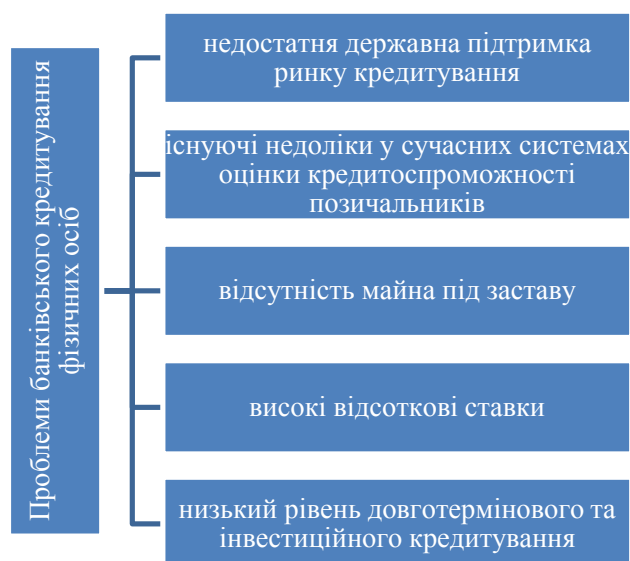 Проблеми банківського кредитування
фізичних осіб
недостатня державна підтримка
ринку кредитування
існуючі недоліки у сучасних системах
оцінки кредитоспроможності
позичальників
відсутність майна під заставу
високі відсоткові ставки
низький рівень довготермінового та
інвестиційного кредитування